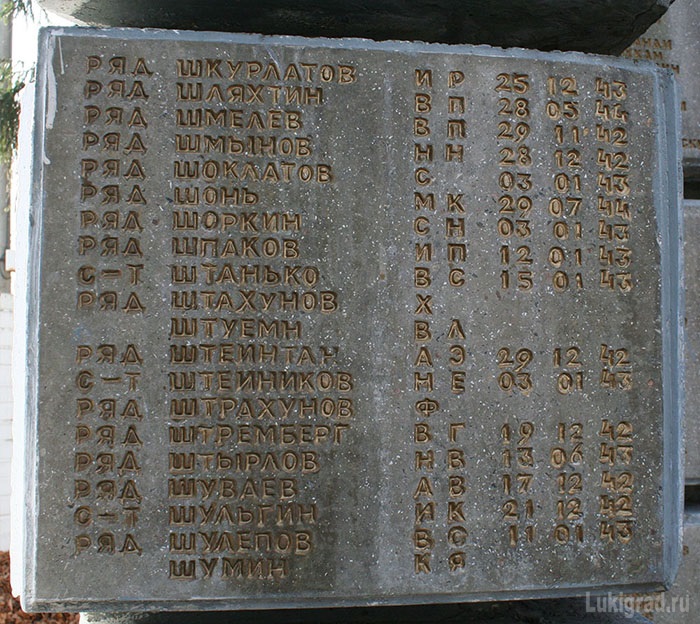 РЯД ШКУРЛАТОВ И Р 25 12 43
РЯД ШЛЯХТИН В П 28 05 44
РЯД ШМЕЛЕВ В П 29 11 42
РЯД ШМЫНОВ Н Н 28 12 42
РЯД ШОКЛАТОВ С 03 01 43
РЯД ШОНЬ М К 29 07 44
РЯД ШОРКИН С Н 03 01 43
РЯД ШПАКОВ И П 12 01 43
С-Т ШТАНЬКО В С 15 01 43
РЯД ШТАХУНОВ Х
ШТУЕМН В Л
РЯД ШТЕИНТАН А Э 29 12 42
С-Т ШТЕИНИКОВ Н Е 03 01 43
РЯД ШТРАХУНОВ Ф
РЯД ШТРЕМБЕРГ В Г 19 12 42
РЯД ШТЫРЛОВ Н В 13 06 43
РЯД ШУВАЕВ А В 17 12 42
С-Т ШУЛЬГИН И К 21 12 42
РЯД ШУЛЕПОВ В С 11 01 43
ШУМИН К Я
Lukigrad.ru